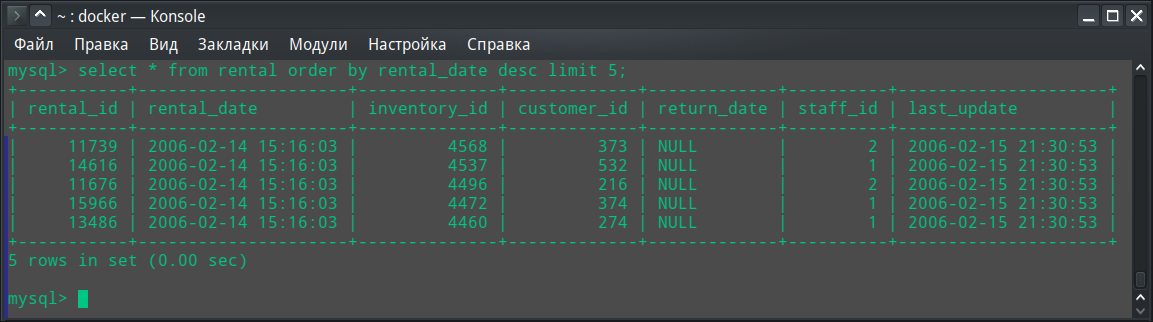 ~ : docker — Konsole
Файл Правка Вид Закладки Модули Настройка Справка
mysql> select * from rental order by rental_date desc limit 5;
+-----------+---------------------+--------------+-------------+-------------+----------+---------------------+
| rental_id | rental_date         | inventory_id | customer_id | return_date | staff_id | last_update         |
+-----------+---------------------+--------------+-------------+-------------+----------+---------------------+
|     11739 | 2006-02-14 15:16:03 |         4568 |         373 | NULL        |        2 | 2006-02-15 21:30:53 |
|     14616 | 2006-02-14 15:16:03 |         4537 |         532 | NULL        |        1 | 2006-02-15 21:30:53 |
|     11676 | 2006-02-14 15:16:03 |         4496 |         216 | NULL        |        2 | 2006-02-15 21:30:53 |
|     15966 | 2006-02-14 15:16:03 |         4472 |         374 | NULL        |        1 | 2006-02-15 21:30:53 |
|     13486 | 2006-02-14 15:16:03 |         4460 |         274 | NULL        |        1 | 2006-02-15 21:30:53 |
+-----------+---------------------+--------------+-------------+-------------+----------+---------------------+
5 rows in set (0.00 sec)
mysql>